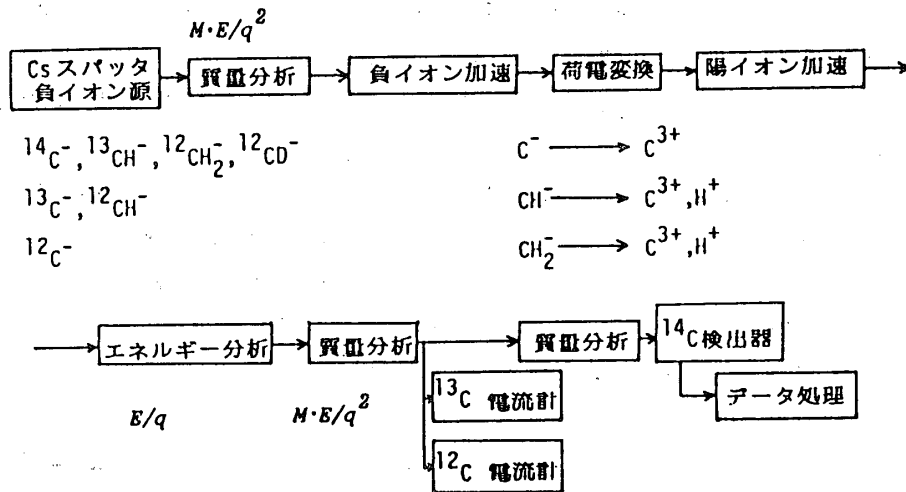 M·E/q²
Csスパッタ
負イオン源
質量分析
負イオン加速
荷電変換
陽イオン加速
¹⁴C⁻,¹³CH⁻,¹²CH₂⁻,¹²CD⁻
C⁻ → C³⁺
¹³C⁻,¹²CH⁻
CH⁻ → C³⁺,H⁺
¹²C⁻
CH₂⁻ → C³⁺,H⁺
エネルギー分析
質量分析
質量分析
¹⁴C検出器
¹³C 電流計
データ処理
E/q
M·E/q²
¹²C 電流計